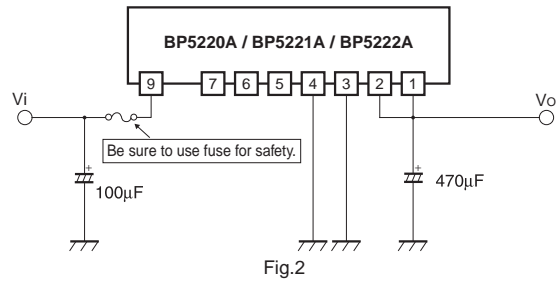 BP5220A / BP5221A / BP5222A
9 7 6 5 4 3 2 1
Vi
Vo
Be sure to use fuse for safety.
+
100μF
+
470μF
Fig.2